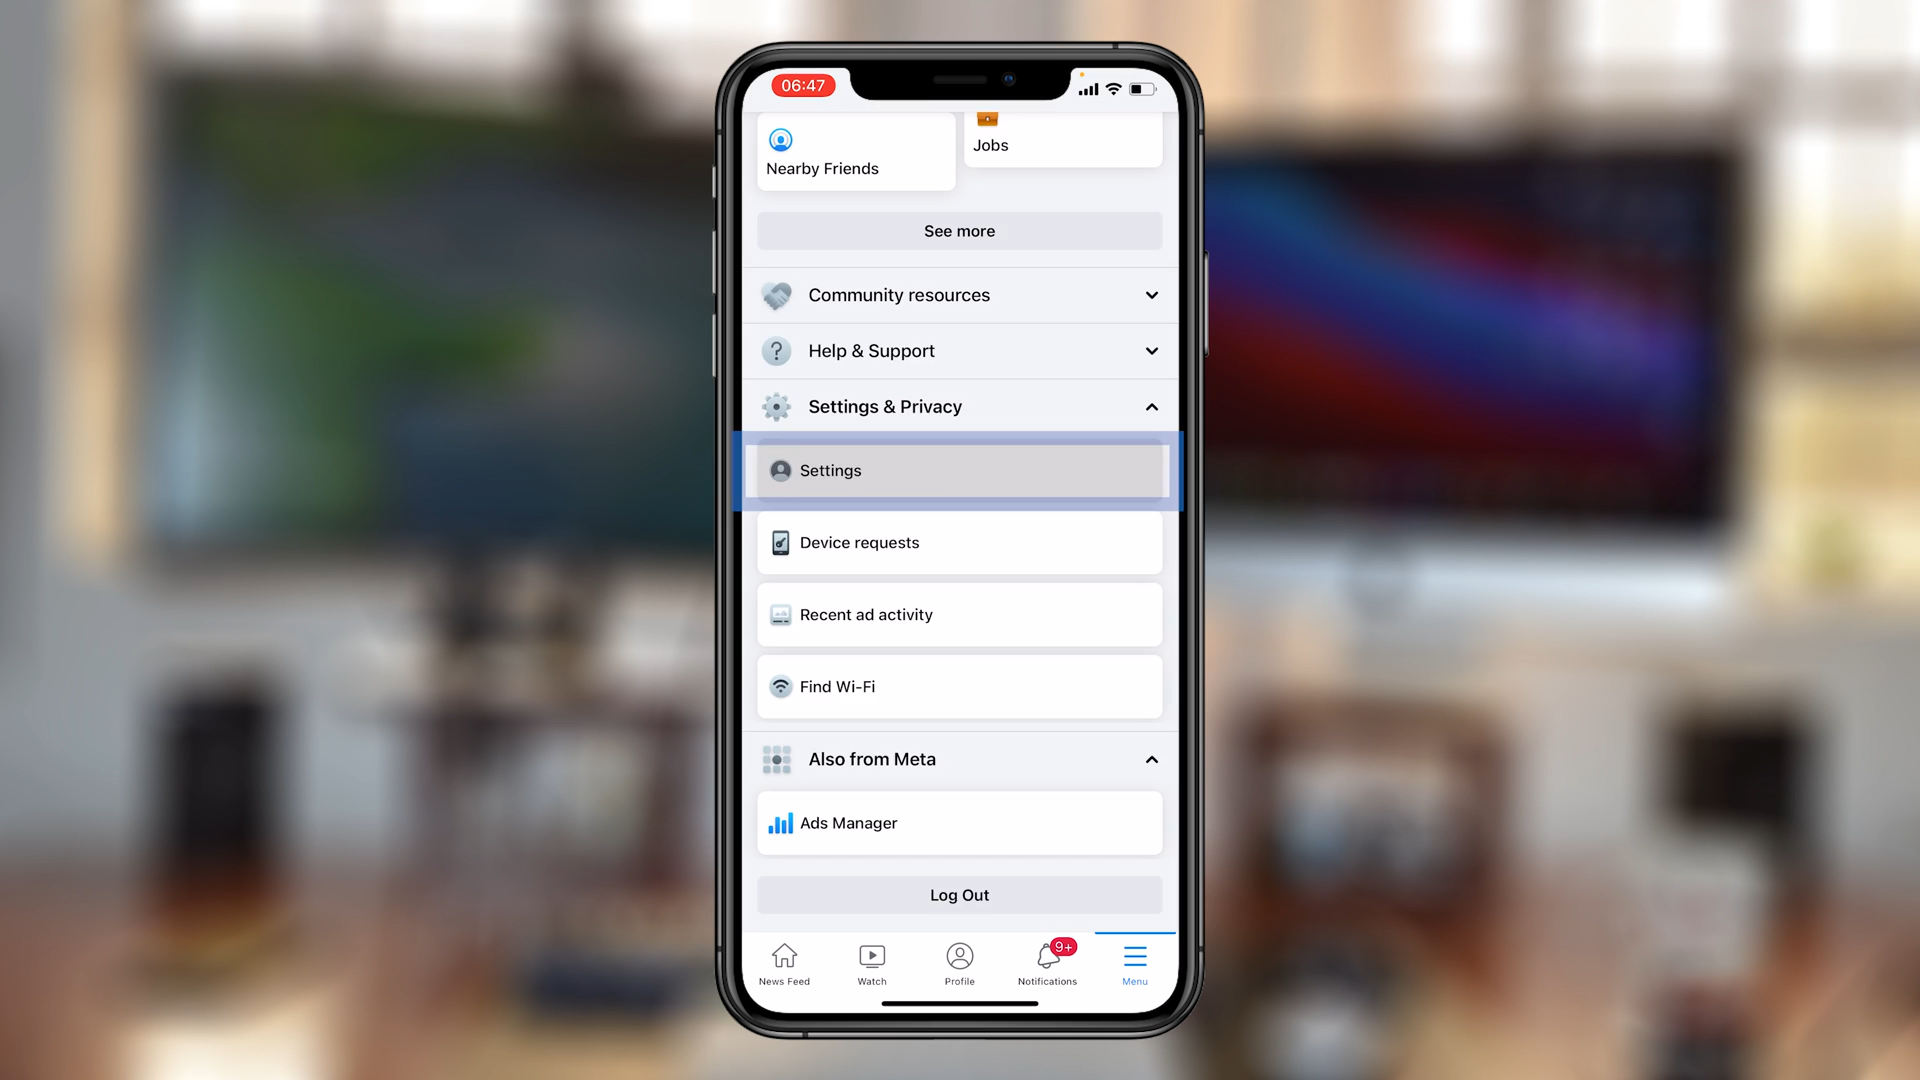 06:47
Nearby Friends
Jobs
See more
Community resources
Help & Support
Settings & Privacy
Settings
Device requests
Recent ad activity
Find Wi-Fi
Also from Meta
Ads Manager
Log Out
9+
News Feed
Watch
Profile
Notifications
Menu